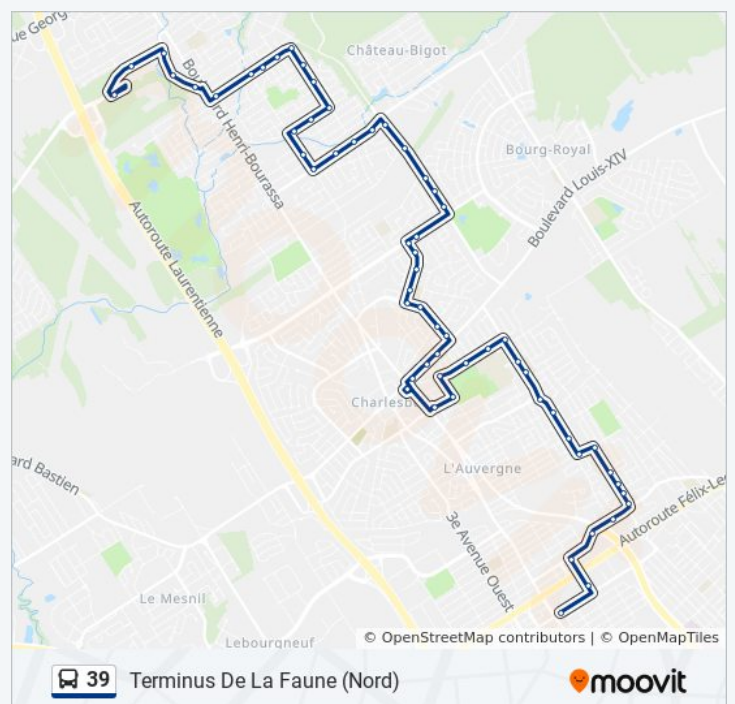 ue Georg
Château-Bigot
Boulevard Henri-Bourassa
Bourg-Royal
Boulevard Louis-XIV
Autoroute Laurentienne
Charlesb
ard Bastien
L'Auvergne
Autoroute Félix-Le
3e Avenue Ouest
Le Mesnil
Lebourgneuf
© OpenStreetMap contributors | © OpenMapTiles
39 Terminus De La Faune (Nord)
moovit